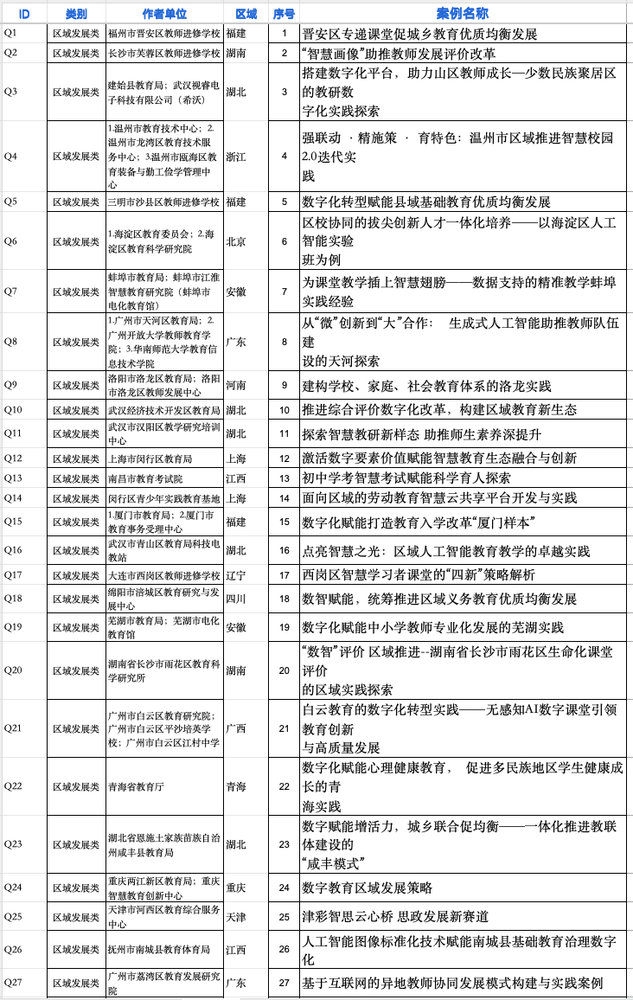 ID 类别 作者单位 区域 序号 案例名称
Q1 区域发展类 福州市晋安区教师进修学校 福建 1 晋安区专递课堂促城乡教育优质均衡发展
Q2 区域发展类 长沙市芙蓉区教师进修学校 湖南 2 “智慧画像”助推教师发展评价改革
Q3 区域发展类 建始县教育局；武汉视睿电
子科技有限公司（希沃） 湖北 3 搭建数字化平台，助力山区教师成长—少数民族聚居区
的教研数
字化实践探索
Q4 区域发展类 1.温州市教育技术中心；2.
温州市龙湾区教育技术服
务中心；3.温州市瓯海区教
育装备与勤工俭学管理中
心 浙江 4 强联动 · 精施策 · 育特色：温州市区域推进智慧校园
2.0迭代实
践
Q5 区域发展类 三明市沙县区教师进修学校 福建 5 数字化转型赋能县域基础教育优质均衡发展
Q6 区域发展类 1.海淀区教育委员会；2.海
淀区教育科学研究院 北京 6 区校协同的拔尖创新人才一体化培养——以海淀区人工
智能实验
班为例
Q7 区域发展类 蚌埠市教育局；蚌埠市江淮
智慧教育研究院（蚌埠市
电化教育馆） 安徽 7 为课堂教学插上智慧翅膀——数据支持的精准教学蚌埠
实践经验
Q8 区域发展类 1.广州市天河区教育局；2.
广州开放大学教师教育学
院；3.华南师范大学教育信
息技术学院 广东 8 从“微”创新到“大”合作： 生成式人工智能助推教师队伍
建
设的天河探索
Q9 区域发展类 洛阳市洛龙区教育局；洛阳
市洛龙区教师发展中心 河南 9 建构学校、家庭、社会教育体系的洛龙实践
Q10 区域发展类 武汉经济技术开发区教育局 湖北 10 推进综合评价数字化改革，构建区域教育新生态
Q11 区域发展类 武汉市汉阳区教学研究培训
中心 湖北 11 探索智慧教研新样态 助推师生素养深提升
Q12 区域发展类 上海市闵行区教育局 上海 12 激活数字要素价值赋能智慧教育生态融合与创新
Q13 区域发展类 南昌市教育考试院 江西 13 初中学考智慧考试赋能科学育人探索
Q14 区域发展类 闵行区青少年实践教育基地 上海 14 面向区域的劳动教育智慧云共享平台开发与实践
Q15 区域发展类 1.厦门市教育局；2.厦门市
教育事务受理中心 福建 15 数字化赋能打造教育入学改革“厦门样本”
Q16 区域发展类 武汉市青山区教育局科技电
教站 湖北 16 点亮智慧之光：区域人工智能教育教学的卓越实践
Q17 区域发展类 大连市西岗区教师进修学校 辽宁 17 西岗区智慧学习者课堂的“四新”策略解析
Q18 区域发展类 绵阳市涪城区教育研究与发
展中心 四川 18 数智赋能，统筹推进区域义务教育优质均衡发展
Q19 区域发展类 芜湖市教育局；芜湖市电化
教育馆 安徽 19 数字化赋能中小学教师专业化发展的芜湖实践
Q20 区域发展类 湖南省长沙市雨花区教育科
学研究所 湖南 20 “数智”评价 区域推进--湖南省长沙市雨花区生命化课堂
评价
的区域实践探索
Q21 区域发展类 广州市白云区教育研究院；
广州市白云区平沙培英学
校；广州市白云区江村中学 广西 21 白云教育的数字化转型实践——无感知AI数字课堂引领
教育创新
与高质量发展
Q22 区域发展类 青海省教育厅 青海 22 数字化赋能心理健康教育， 促进多民族地区学生健康成
长的青
海实践
Q23 区域发展类 湖北省恩施土家族苗族自治
州咸丰县教育局 湖北 23 数字赋能增活力，城乡联合促均衡——一体化推进教联
体建设的
“咸丰模式”
Q24 区域发展类 重庆两江新区教育局；重庆
智慧教育创新中心 重庆 24 数字教育区域发展策略
Q25 区域发展类 天津市河西区教育综合服务
中心 天津 25 津彩智思云心桥 思政发展新赛道
Q26 区域发展类 抚州市南城县教育体育局 江西 26 人工智能图像标准化技术赋能南城县基础教育治理数字
化
Q27 区域发展类 广州市荔湾区教育发展研究
院 广东 27 基于互联网的异地教师协同发展模式构建与实践案例